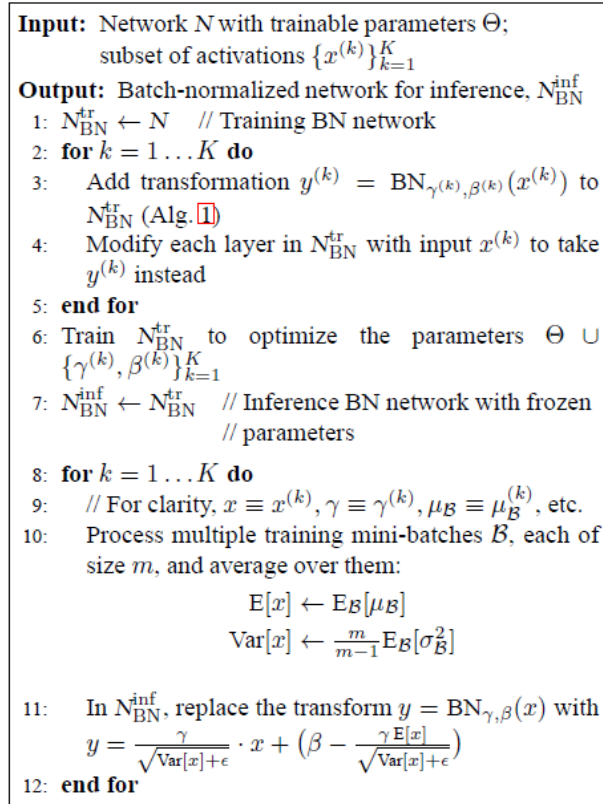 Input: Network N with trainable parameters Θ;
subset of activations {x^(k)}_{k=1}^K
Output: Batch-normalized network for inference, N_BN^inf
1: N_BN^tr ← N // Training BN network
2: for k = 1 . . . K do
3: Add transformation y^(k) = BN_{γ^(k),β^(k)}(x^(k)) to
N_BN^tr (Alg. 1)
4: Modify each layer in N_BN^tr with input x^(k) to take
y^(k) instead
5: end for
6: Train N_BN^tr to optimize the parameters Θ ∪
{γ^(k), β^(k)}_{k=1}^K
7: N_BN^inf ← N_BN^tr // Inference BN network with frozen
// parameters
8: for k = 1 . . . K do
9: // For clarity, x ≡ x^(k), γ ≡ γ^(k), μ_B ≡ μ_B^(k), etc.
10: Process multiple training mini-batches B, each of
size m, and average over them:
E[x] ← E_B[μ_B]
Var[x] ← m/(m−1) E_B[σ_B^2]
11: In N_BN^inf, replace the transform y = BN_{γ,β}(x) with
y = γ/√(Var[x]+ϵ) · x + (β − γ E[x]/√(Var[x]+ϵ))
12: end for